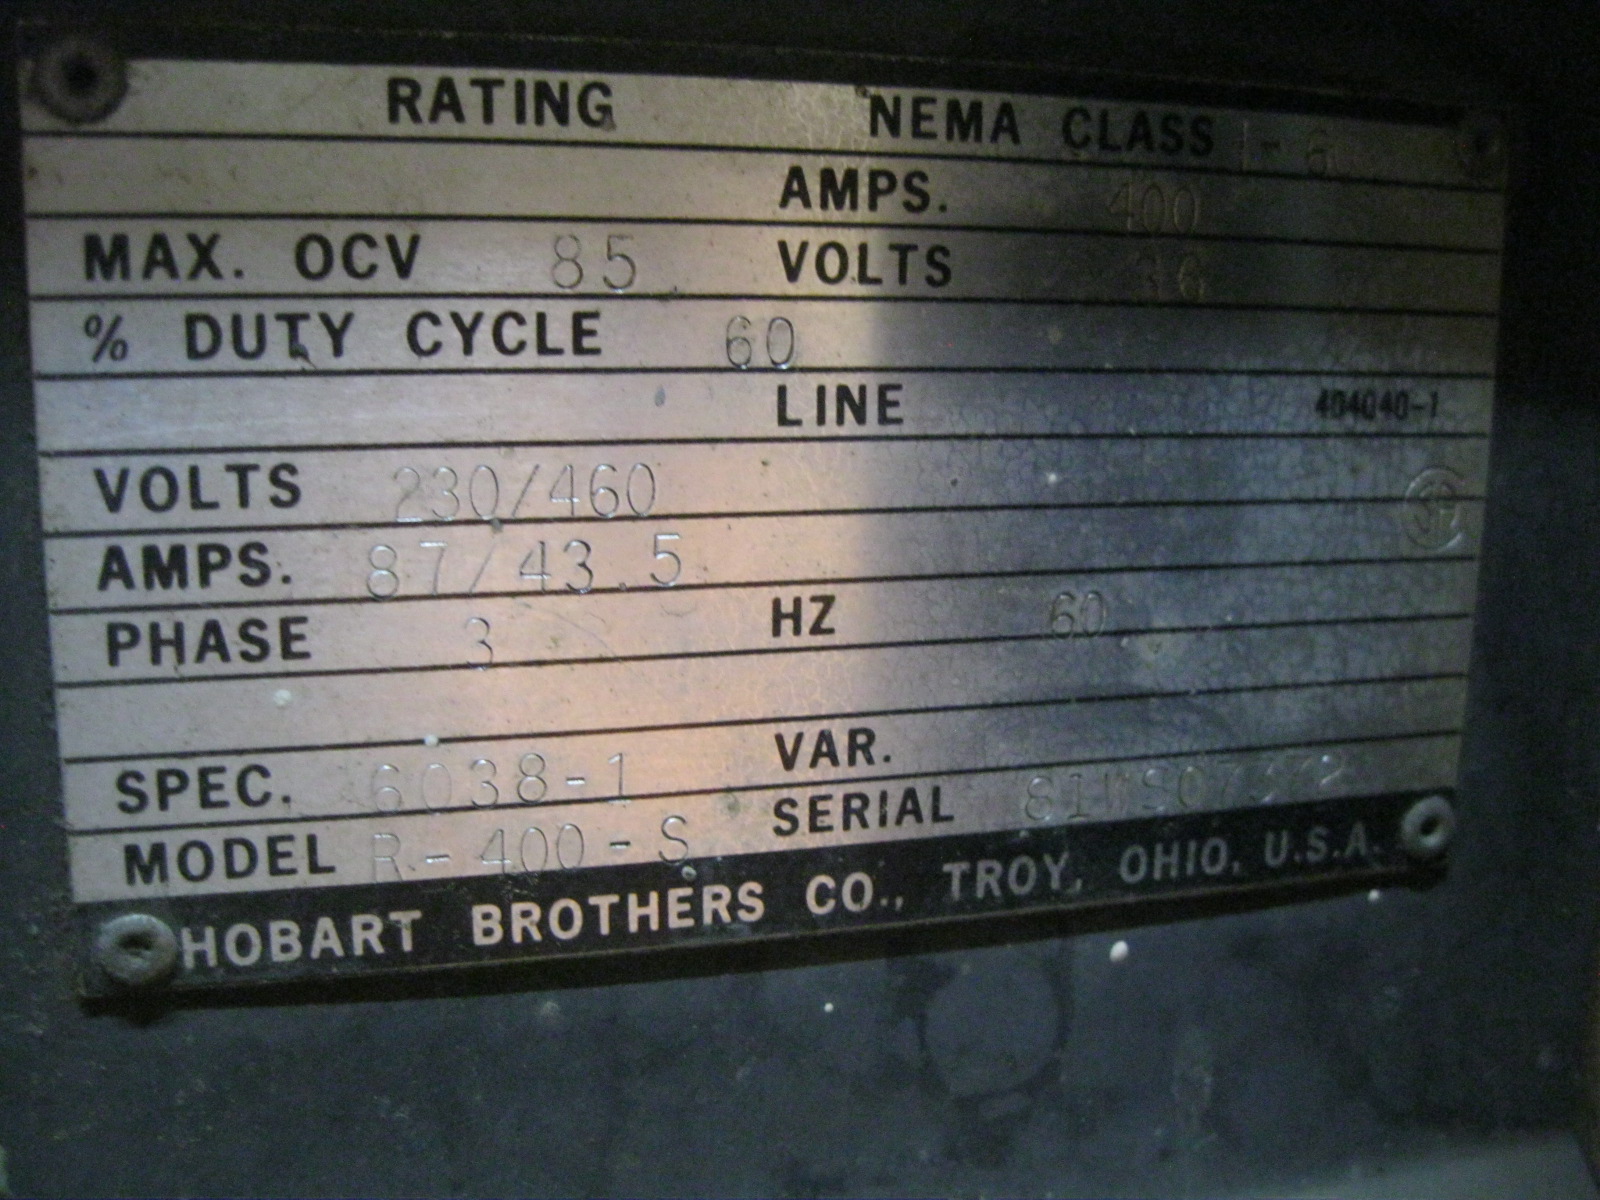 RATING NEMA CLASS 1-6
AMPS. 400
MAX. OCV 85 VOLTS 36
% DUTY CYCLE 60
LINE 404040-1
VOLTS 230/460
AMPS. 87/43.5
PHASE 3 HZ 60
SPEC. 6038-1 VAR.
MODEL R-400-S SERIAL
HOBART BROTHERS CO., TROY, OHIO, U.S.A.